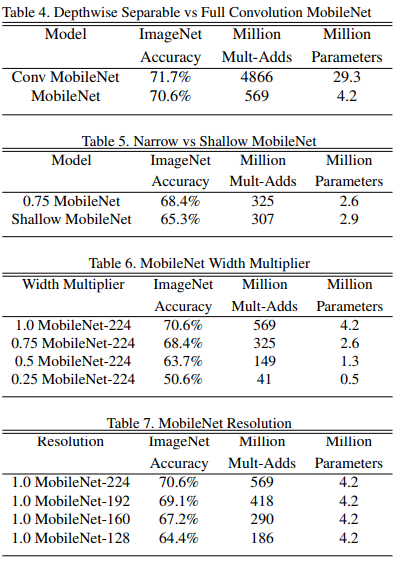 Table 4. Depthwise Separable vs Full Convolution MobileNet
Model ImageNet Million Million
Accuracy Mult-Adds Parameters
Conv MobileNet 71.7% 4866 29.3
MobileNet 70.6% 569 4.2
Table 5. Narrow vs Shallow MobileNet
Model ImageNet Million Million
Accuracy Mult-Adds Parameters
0.75 MobileNet 68.4% 325 2.6
Shallow MobileNet 65.3% 307 2.9
Table 6. MobileNet Width Multiplier
Width Multiplier ImageNet Million Million
Accuracy Mult-Adds Parameters
1.0 MobileNet-224 70.6% 569 4.2
0.75 MobileNet-224 68.4% 325 2.6
0.5 MobileNet-224 63.7% 149 1.3
0.25 MobileNet-224 50.6% 41 0.5
Table 7. MobileNet Resolution
Resolution ImageNet Million Million
Accuracy Mult-Adds Parameters
1.0 MobileNet-224 70.6% 569 4.2
1.0 MobileNet-192 69.1% 418 4.2
1.0 MobileNet-160 67.2% 290 4.2
1.0 MobileNet-128 64.4% 186 4.2